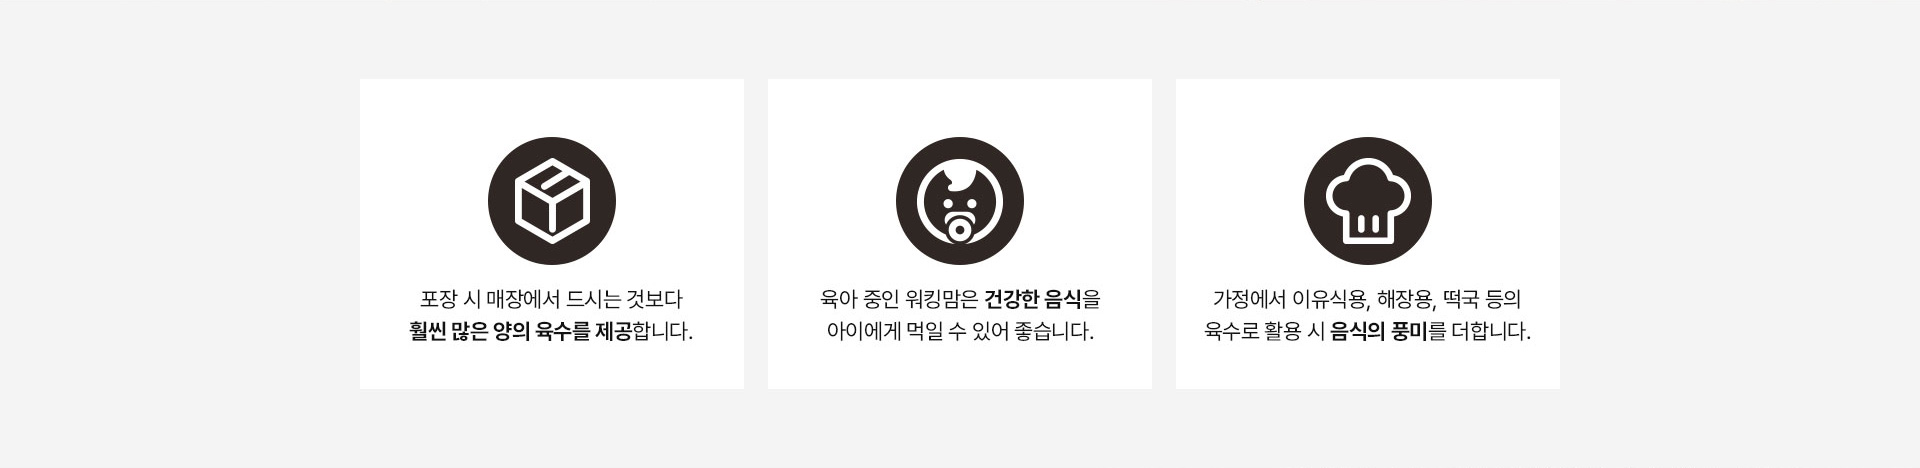 포장 시 매장에서 드시는 것보다
훨씬 많은 양의 육수를 제공합니다.
육아 중인 워킹맘은 건강한 음식을
아이에게 먹일 수 있어 좋습니다.
가정에서 이유식용, 해장용, 떡국 등의
육수로 활용 시 음식의 풍미를 더합니다.